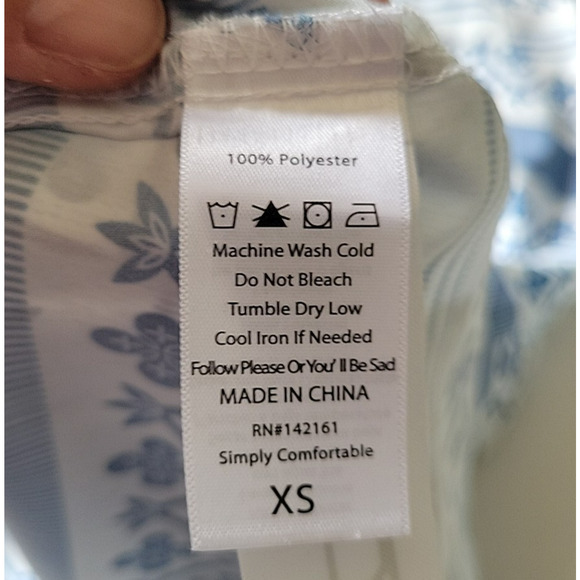 100% Polyester
Machine Wash Cold
Do Not Bleach
Tumble Dry Low
Cool Iron If Needed
Follow Please Or You' ll Be Sad
MADE IN CHINA
RN#142161
Simply Comfortable
XS